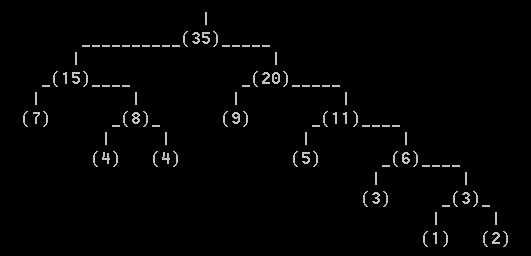 (35)
(15) (20)
(7) (8) (9) (11)
(4) (4) (5) (6)
(3) (3)
(1) (2)